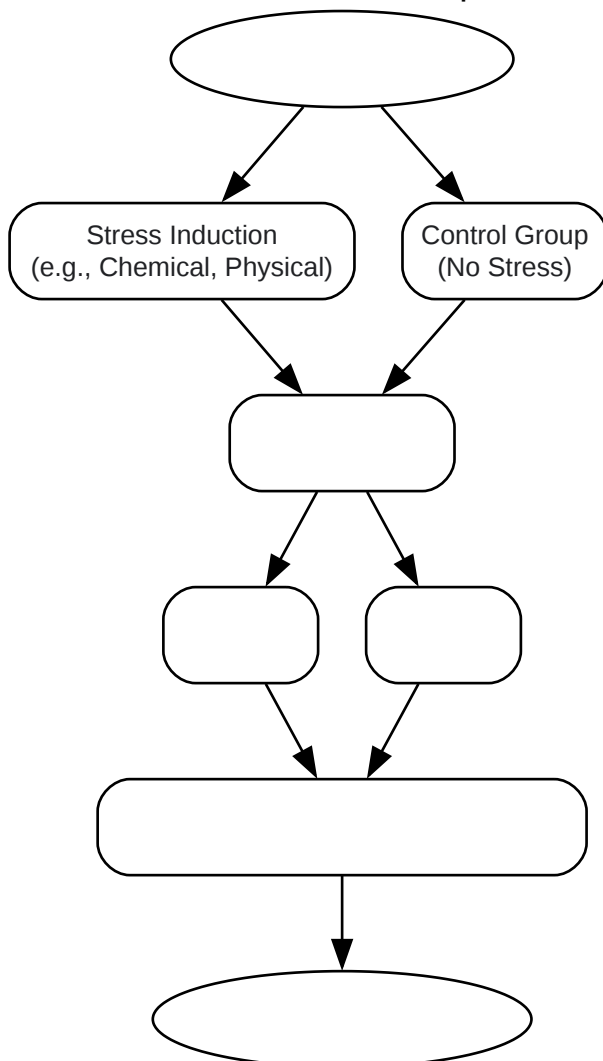 Stress Induction
(e.g., Chemical, Physical)
Control Group
(No Stress)